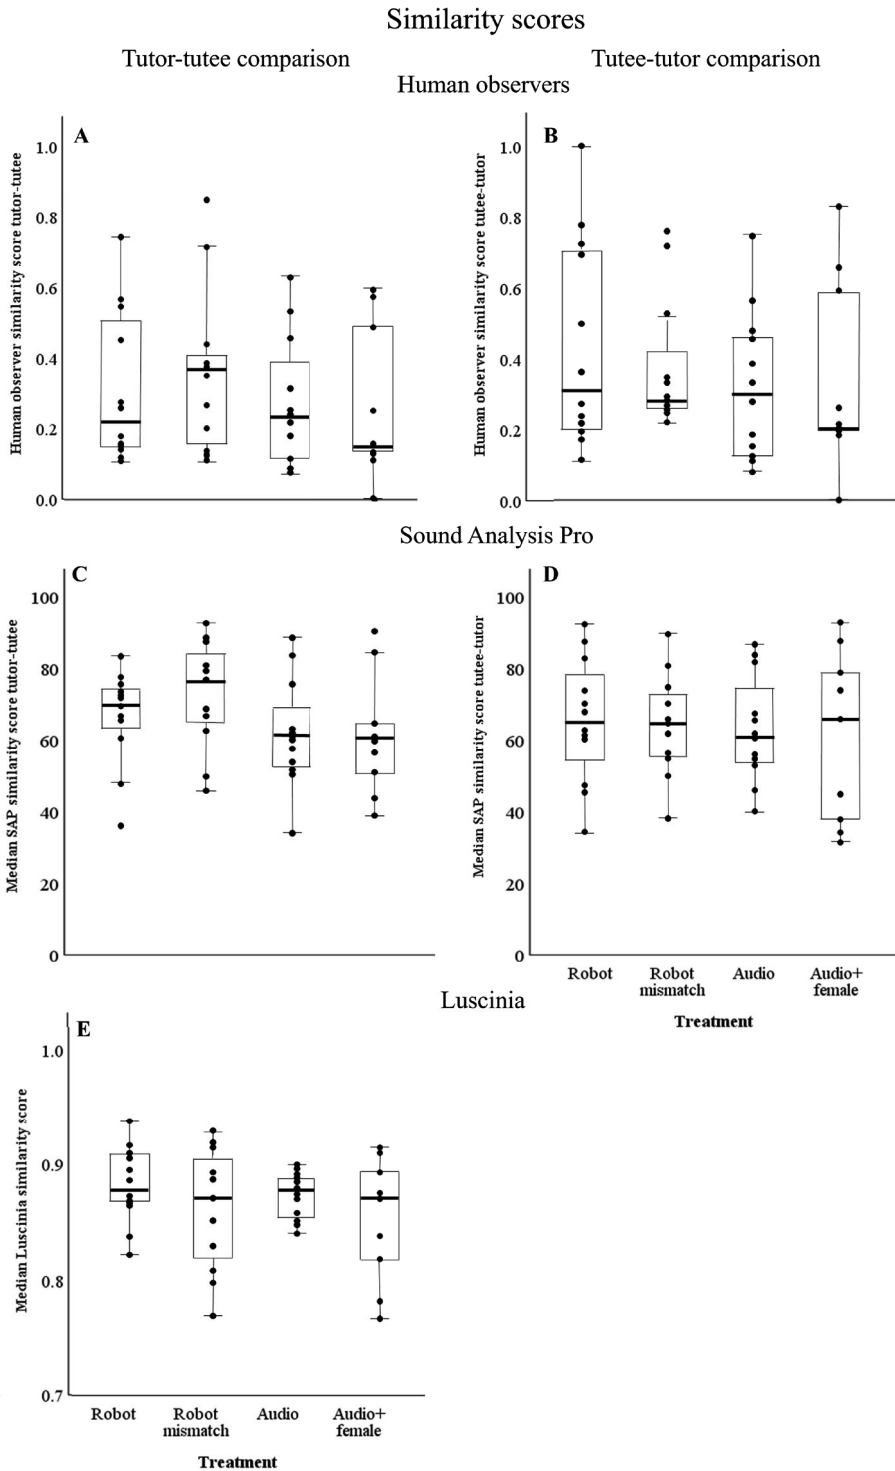 Similarity scores
Tutor-tutee comparison
Tutee-tutor comparison
Human observers
A
Human observer similarity score tutor-tutee
1.0
0.8
0.6
0.4
0.2
0.0
B
Human observer similarity score tutee-tutor
1.0
0.8
0.6
0.4
0.2
0.0
Sound Analysis Pro
C
Median SAP similarity score tutor-tutee
100
80
60
40
20
0
D
Median SAP similarity score tutee-tutor
100
80
60
40
20
0
Robot
Robot
mismatch
Audio
Audio+
female
Treatment
Luscinia
E
Median Luscinia similarity score
1.0
0.9
0.8
0.7
Robot
Robot
mismatch
Audio
Audio+
female
Treatment